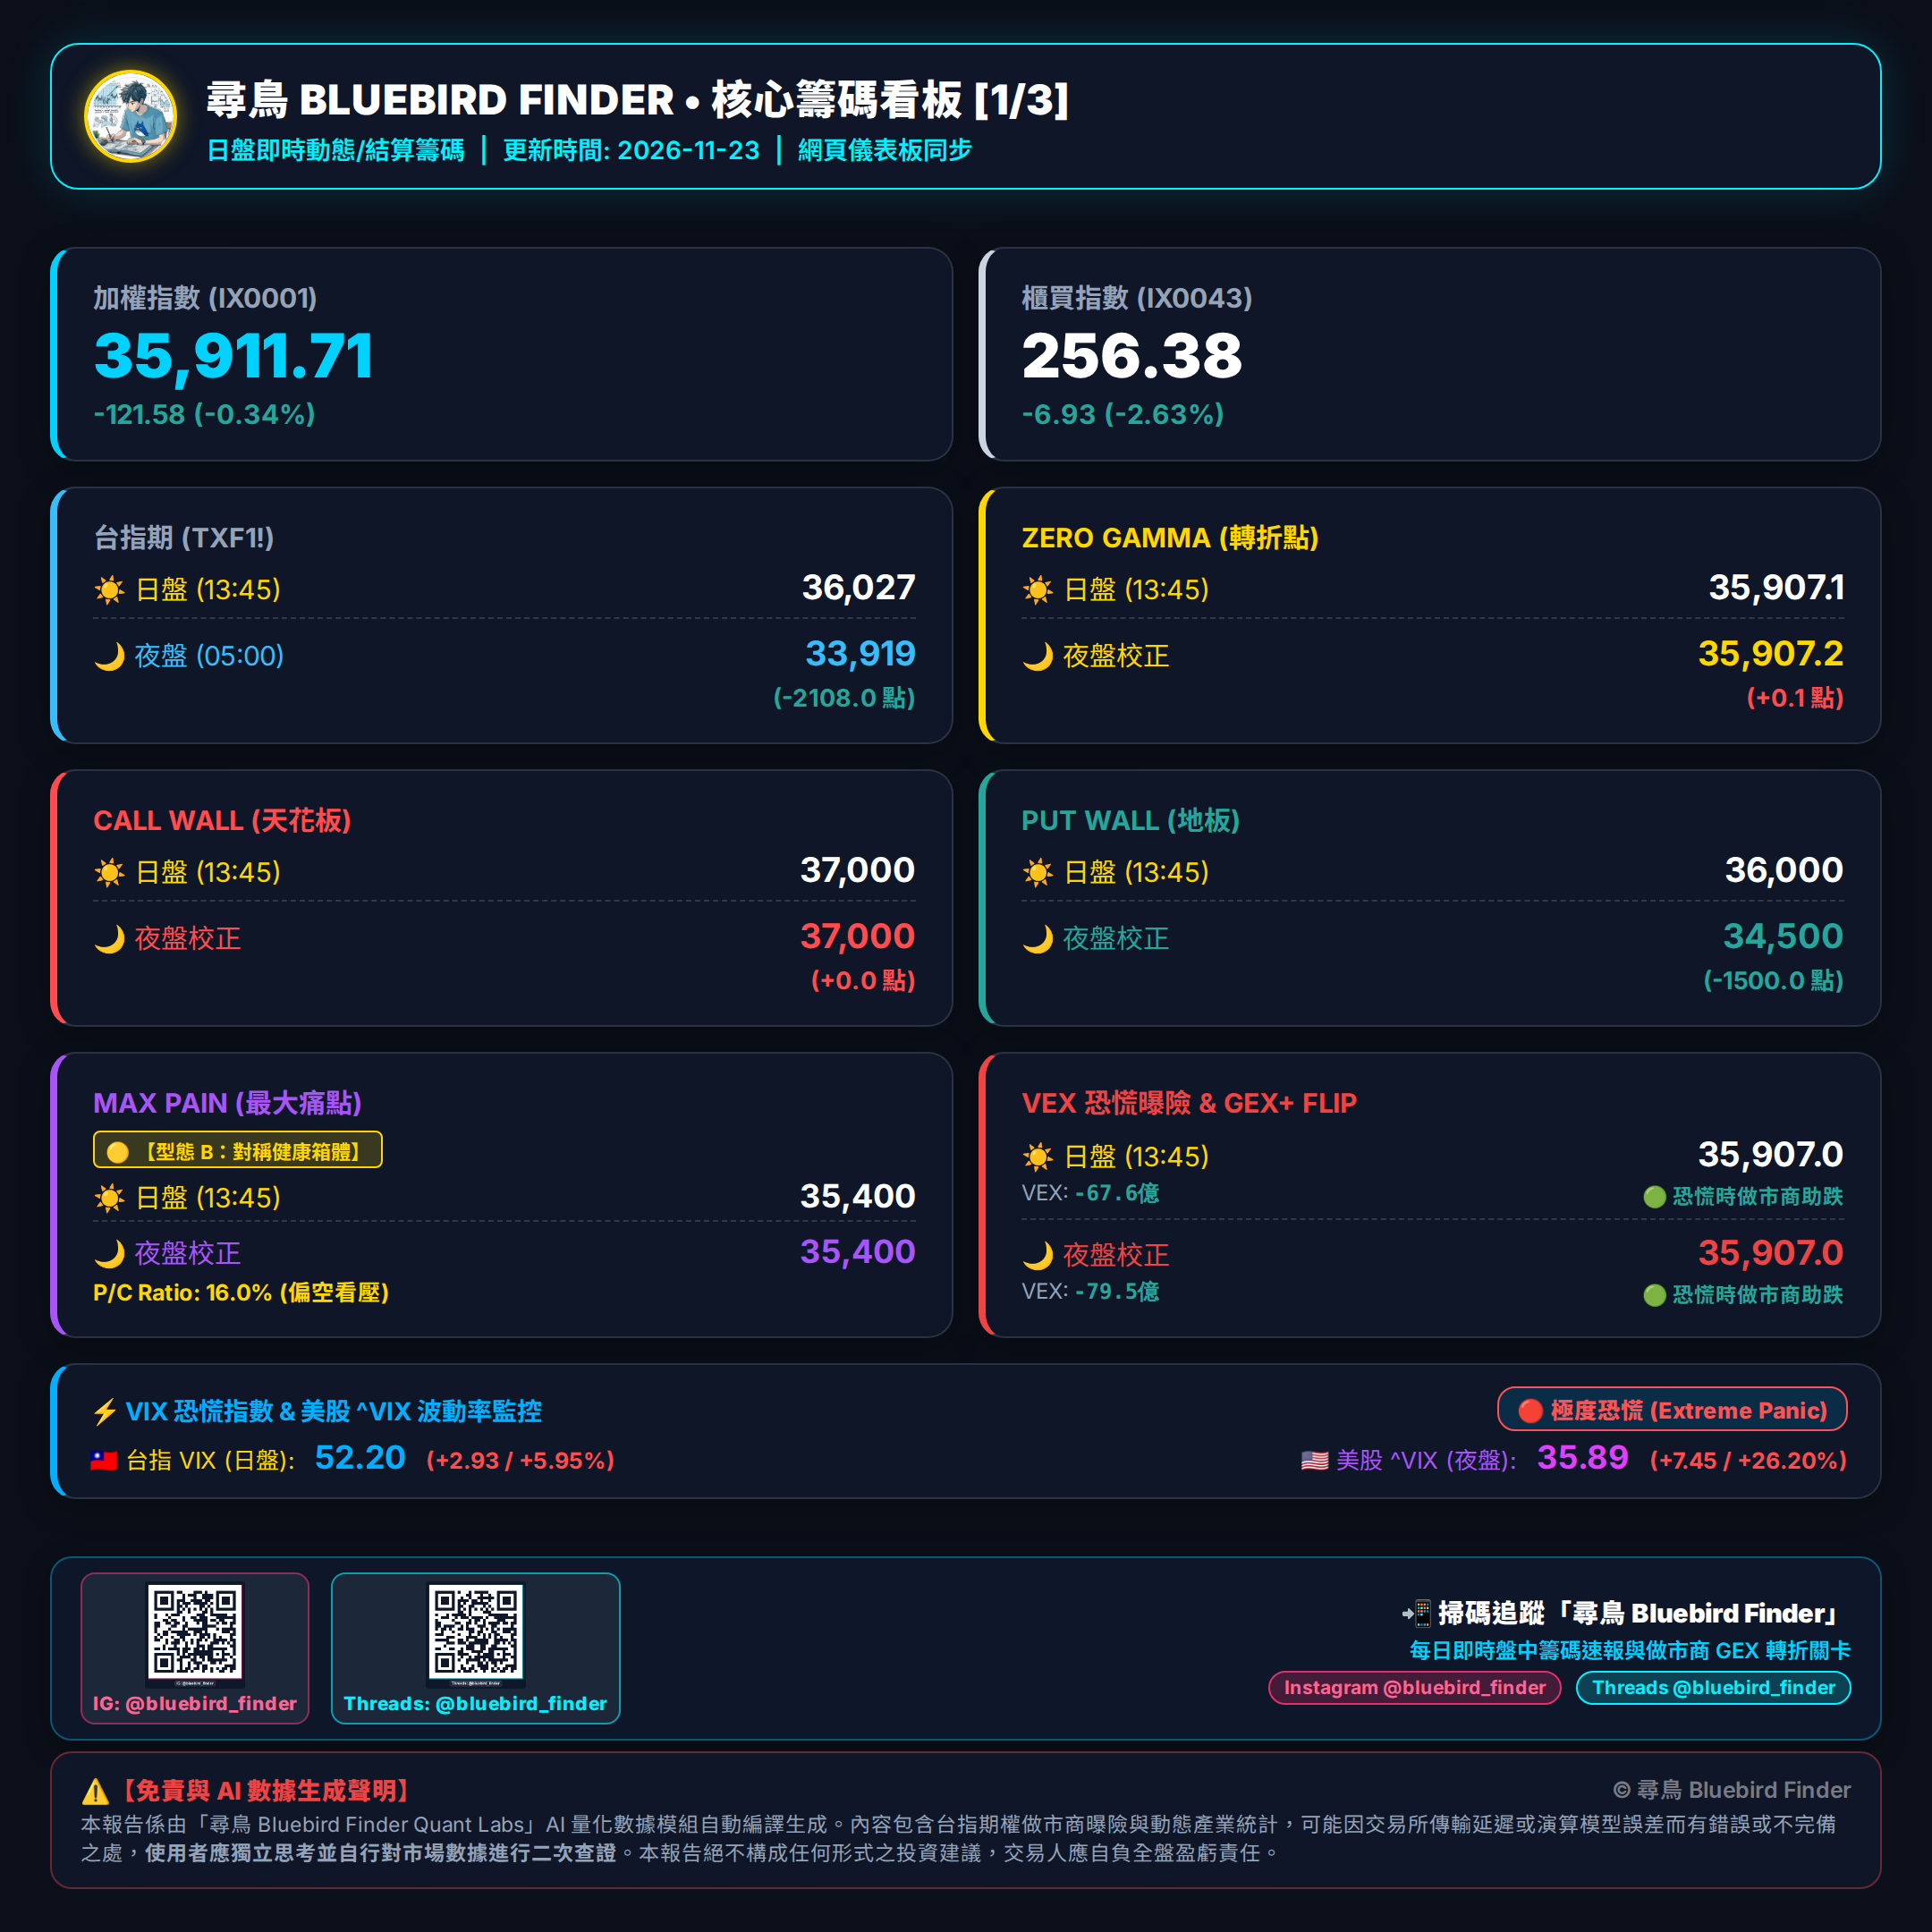 尋鳥 BLUEBIRD FINDER • 核心籌碼看板 [1/3]
日盤即時動態/結算籌碼 | 更新時間: 2026-11-23 | 網頁儀表板同步
加權指數 (IX0001)
35,911.71
-121.58 (-0.34%)
櫃買指數 (IX0043)
256.38
-6.93 (-2.63%)
台指期 (TXF1!)
☀️ 日盤 (13:45) 36,027
🌙 夜盤 (05:00) 33,919
(-2108.0 點)
ZERO GAMMA (轉折點)
☀️ 日盤 (13:45) 35,907.1
🌙 夜盤校正 35,907.2
(+0.1 點)
CALL WALL (天花板)
☀️ 日盤 (13:45) 37,000
🌙 夜盤校正 37,000
(+0.0 點)
PUT WALL (地板)
☀️ 日盤 (13:45) 36,000
🌙 夜盤校正 34,500
(-1500.0 點)
MAX PAIN (最大痛點)
🟡 【型態 B：對稱健康箱體】
☀️ 日盤 (13:45) 35,400
🌙 夜盤校正 35,400
P/C Ratio: 16.0% (偏空看壓)
VEX 恐慌曝險 & GEX+ FLIP
☀️ 日盤 (13:45) 35,907.0
VEX: -67.6億 🟢 恐慌時做市商助跌
🌙 夜盤校正 35,907.0
VEX: -79.5億 🟢 恐慌時做市商助跌
⚡ VIX 恐慌指數 & 美股 ^VIX 波動率監控 🔴 極度恐慌 (Extreme Panic)
🇹🇼 台指 VIX (日盤): 52.20 (+2.93 / +5.95%) 🇺🇸 美股 ^VIX (夜盤): 35.89 (+7.45 / +26.20%)
IG: @bluebird_finder
Threads: @bluebird_finder
📲 掃碼追蹤「尋鳥 Bluebird Finder」
每日即時盤中籌碼速報與做市商 GEX 轉折關卡
Instagram @bluebird_finder Threads @bluebird_finder
⚠️【免責與 AI 數據生成聲明】 © 尋鳥 Bluebird Finder
本報告係由「尋鳥 Bluebird Finder Quant Labs」AI 量化數據模組自動編譯生成。內容包含台指期權做市商曝險與動態產業統計，可能因交易所傳輸延遲或演算模型誤差而有錯誤或不完備
之處，使用者應獨立思考並自行對市場數據進行二次查證。本報告絕不構成任何形式之投資建議，交易人應自負全盤盈虧責任。